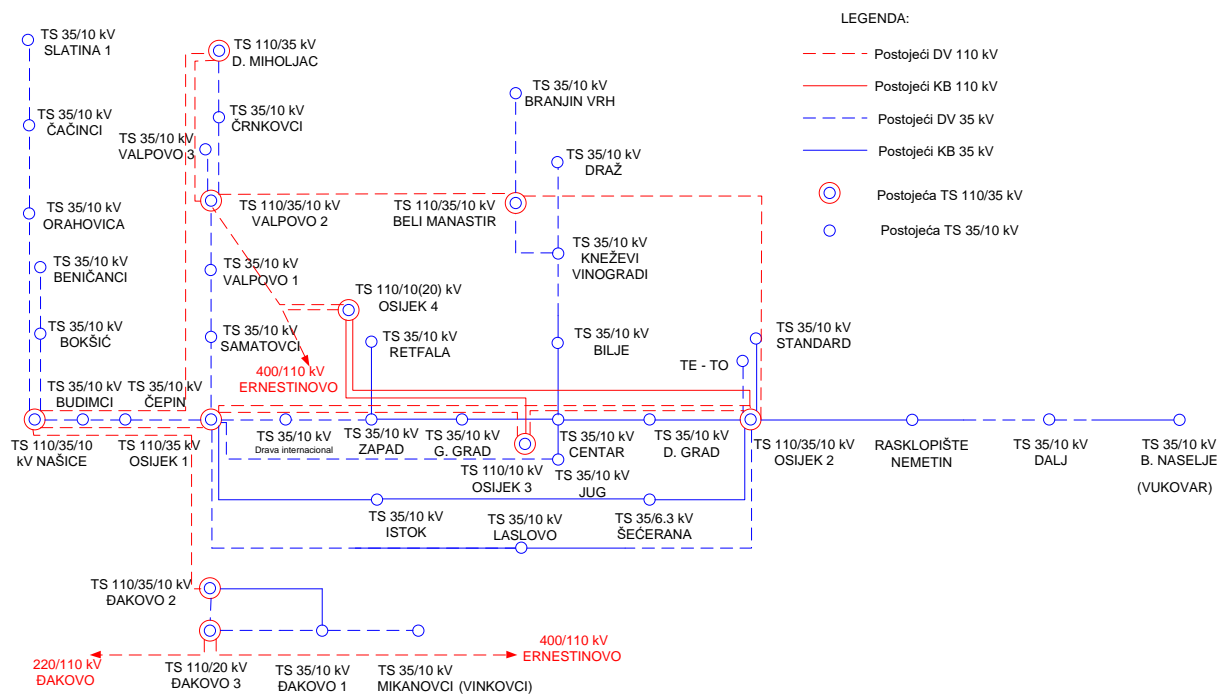 LEGENDA:
Postojeći DV 110 kV
Postojeći KB 110 kV
Postojeći DV 35 kV
Postojeći KB 35 kV
Postojeća TS 110/35 kV
Postojeća TS 35/10 kV
TS 35/10 kV
SLATINA 1
TS 110/35 kV
D. MIHOLJAC
TS 35/10 kV
BRANJIN VRH
TS 35/10 kV
ČAČINCI
TS 35/10 kV
ČRNKOVCI
TS 35/10 kV
VALPOVO 3
TS 35/10 kV
DRAŽ
TS 35/10 kV
ORAHOVICA
TS 110/35/10 kV
VALPOVO 2
TS 110/35/10 kV
BELI MANASTIR
TS 35/10 kV
KNEŽEVI
VINOGRADI
TS 35/10 kV
BENIČANCI
TS 35/10 kV
VALPOVO 1
TS 110/10(20) kV
OSIJEK 4
TS 35/10 kV
BOKŠIĆ
TS 35/10 kV
SAMATOVCI
TS 35/10 kV
RETFALA
TS 35/10 kV
BILJE
TS 35/10 kV
STANDARD
TE - TO
400/110 kV
ERNESTINOVO
TS 35/10 kV
BUDIMCI
TS 35/10 kV
ČEPIN
TS 110/35/10
kV NAŠICE
TS 110/35 kV
OSIJEK 1
TS 35/10 kV
Drava internacional
TS 35/10 kV
ZAPAD
TS 35/10 kV
G. GRAD
TS 110/10 kV
OSIJEK 3
TS 35/10 kV
CENTAR
TS 35/10 kV
JUG
TS 35/10 kV
D. GRAD
TS 110/35/10 kV
OSIJEK 2
RASKLOPIŠTE
NEMETIN
TS 35/10 kV
DALJ
TS 35/10 kV
B. NASELJE
(VUKOVAR)
TS 35/10 kV
ISTOK
TS 35/10 kV
LASLOVO
TS 35/6.3 kV
ŠEĆERANA
TS 110/35/10 kV
ĐAKOVO 2
220/110 kV
ĐAKOVO
TS 110/20 kV
ĐAKOVO 3
TS 35/10 kV
ĐAKOVO 1
TS 35/10 kV
MIKANOVCI (VINKOVCI)
400/110 kV
ERNESTINOVO